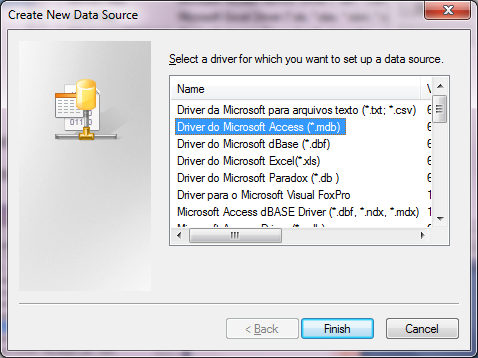 Create New Data Source
Select a driver for which you want to set up a data source.
Name
Driver da Microsoft para arquivos texto (*.txt; *.csv) 6
Driver do Microsoft Access (*.mdb) 6
Driver do Microsoft dBase (*.dbf) 6
Driver do Microsoft Excel(*.xls) 6
Driver do Microsoft Paradox (*.db ) 6
Driver para o Microsoft Visual FoxPro 1
Microsoft Access dBASE Driver (*.dbf, *.ndx, *.mdx) 1
< Back
Finish
Cancel